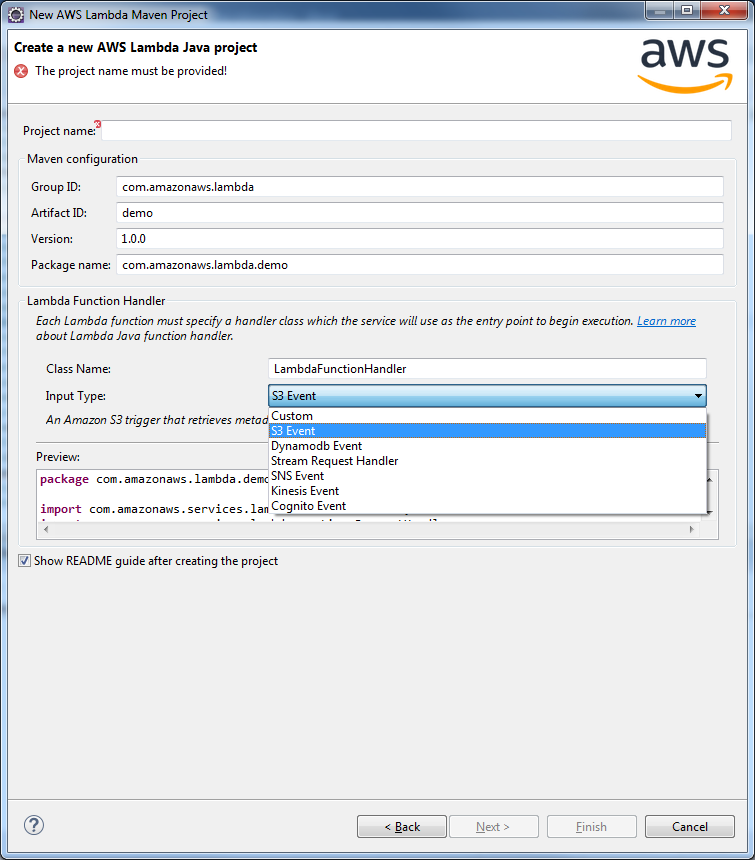 New AWS Lambda Maven Project
Create a new AWS Lambda Java project
The project name must be provided!
aws
Project name:
Maven configuration
Group ID: com.amazonaws.lambda
Artifact ID: demo
Version: 1.0.0
Package name: com.amazonaws.lambda.demo
Lambda Function Handler
Each Lambda function must specify a handler class which the service will use as the entry point to begin execution. Learn more
about Lambda Java function handler.
Class Name: LambdaFunctionHandler
Input Type: S3 Event
An Amazon S3 trigger that retrieves
Custom
S3 Event
Dynamodb Event
Stream Request Handler
SNS Event
Kinesis Event
Cognito Event
Preview:
package com.amazonaws.lambda.demo
import com.amazonaws.services.lam
Show README guide after creating the project
?
< Back
Next >
Finish
Cancel